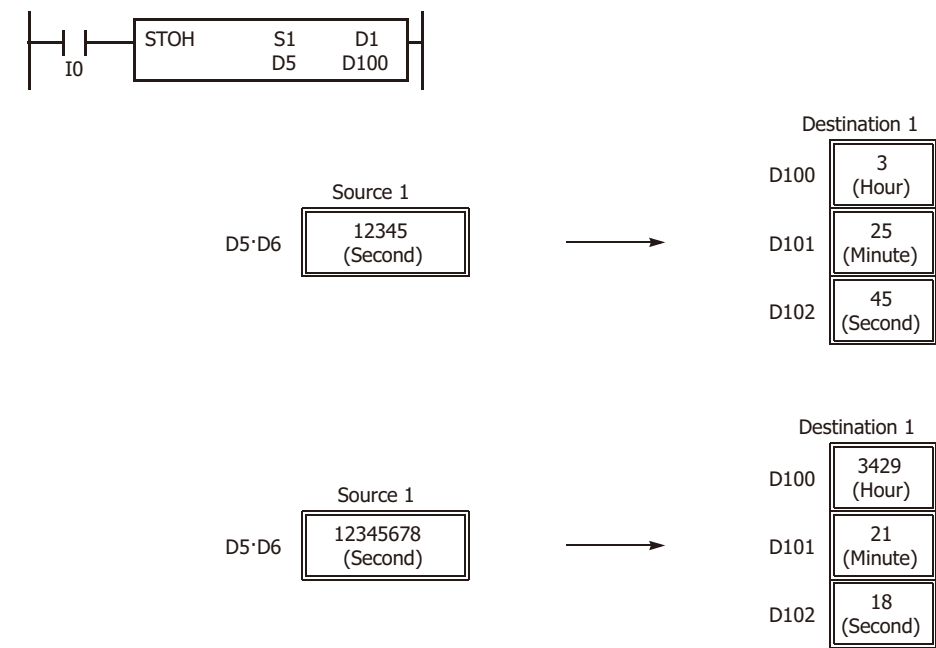 STOH S1 D1
I0 D5 D100
Destination 1
D100 3
(Hour)
Source 1
D5·D6 12345
(Second)
D101 25
(Minute)
D102 45
(Second)
Destination 1
D100 3429
(Hour)
Source 1
D5·D6 12345678
(Second)
D101 21
(Minute)
D102 18
(Second)